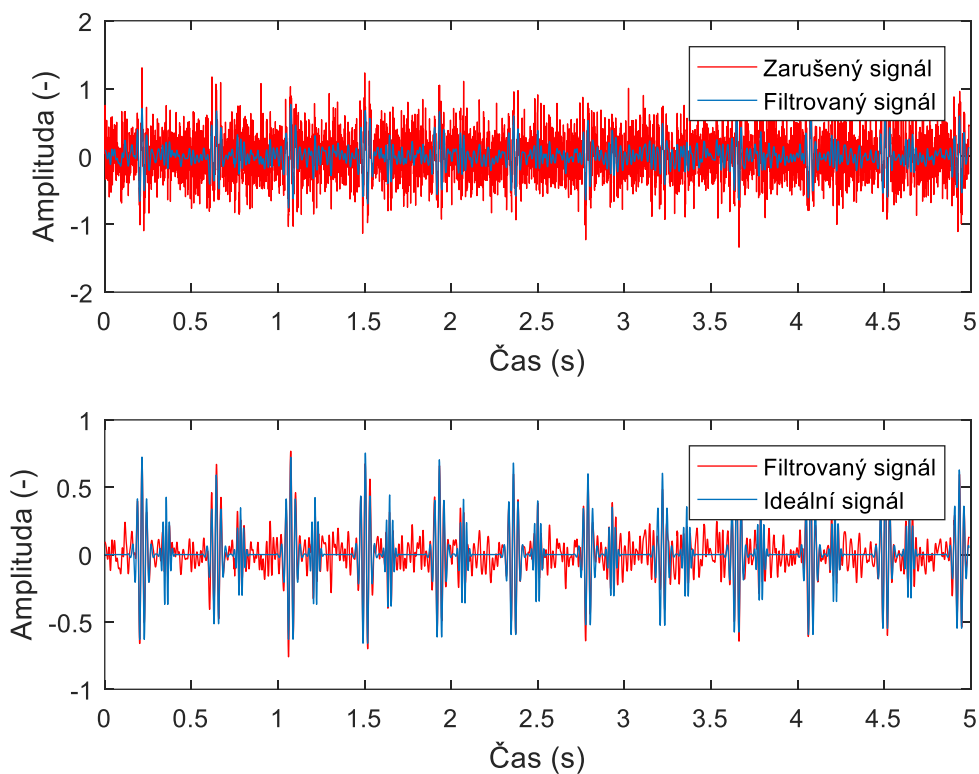 2
1
0
-1
-2
Amplituda (-)
Zarušený signál
Filtrovaný signál
0 0.5 1 1.5 2 2.5 3 3.5 4 4.5 5
Čas (s)
1
0.5
0
-0.5
-1
Amplituda (-)
Filtrovaný signál
Ideální signál
0 0.5 1 1.5 2 2.5 3 3.5 4 4.5 5
Čas (s)